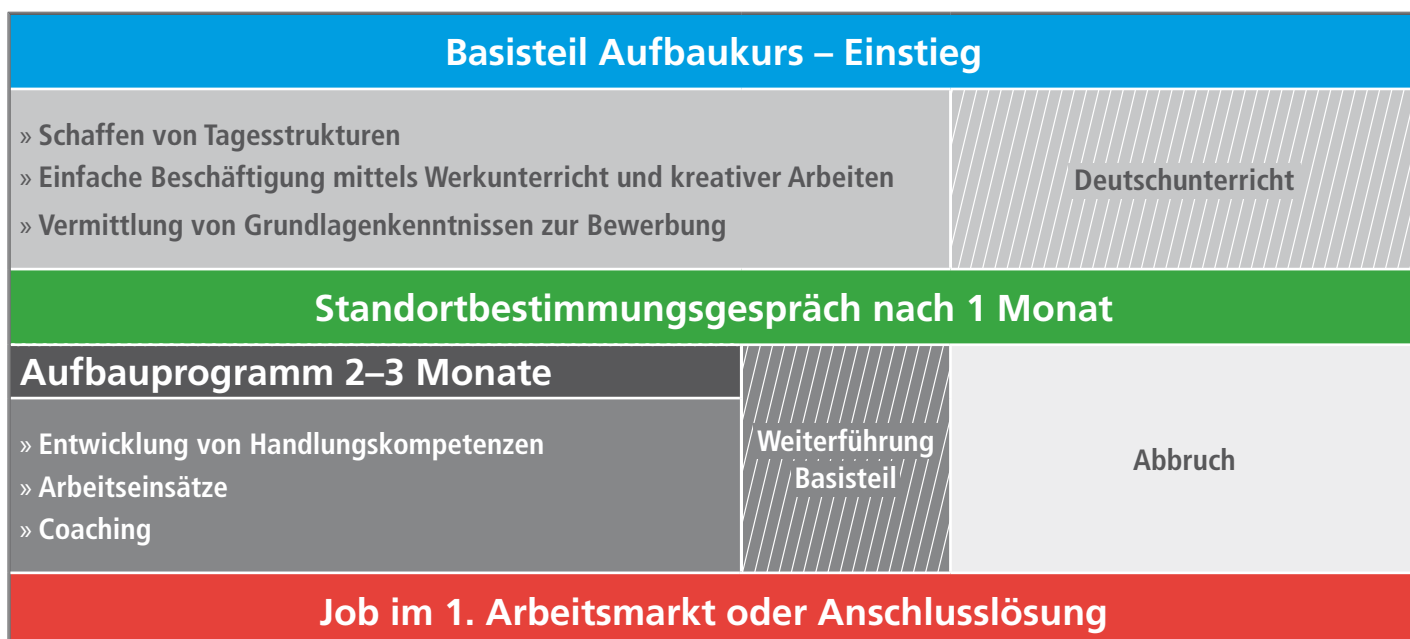 Basisteil Aufbaukurs – Einstieg
» Schaffen von Tagesstrukturen
» Einfache Beschäftigung mittels Werkunterricht und kreativer Arbeiten
» Vermittlung von Grundlagenkenntnissen zur Bewerbung
Deutschunterricht
Standortbestimmungsgespräch nach 1 Monat
Aufbauprogramm 2–3 Monate
» Entwicklung von Handlungskompetenzen
» Arbeitseinsätze
» Coaching
Weiterführung
Basisteil
Abbruch
Job im 1. Arbeitsmarkt oder Anschlusslösung